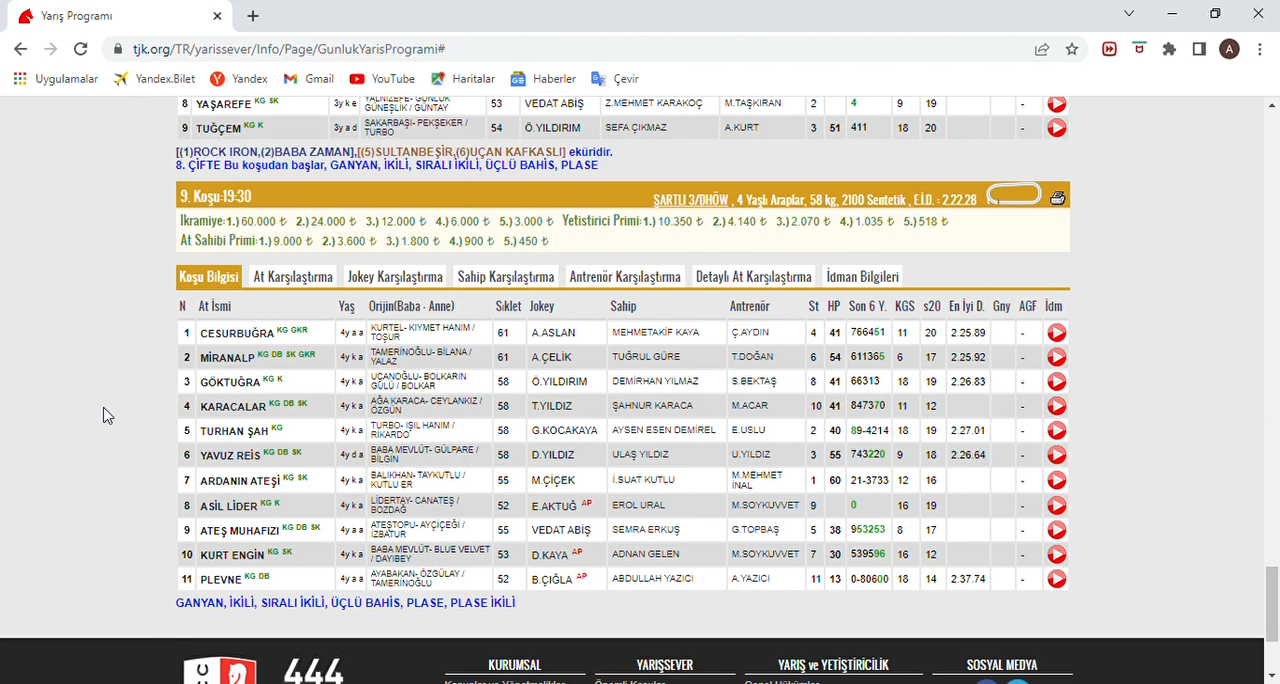 Yarış Programı
tjk.org/TR/yarissever/Info/Page/GunlukYarisProgrami#
A
Uygulamalar Yandex.Bilet Yandex Gmail YouTube Haritalar Haberler Çevir
8 YAŞAREFE KG SK 3y k e YALNIZEFE- GÜNLÜK GÜNEŞLİK / GÜNTAY 53 VEDAT ABİŞ Z.MEHMET KARAKOÇ M.TAŞKIRAN 2 4 9 19 -
9 TUĞÇEM KG K 3y a d SAKARBAŞI- PEKŞEKER / TURBO 54 Ö.YILDIRIM SEFA ÇIKMAZ A.KURT 3 51 411 18 20 -
[(1)ROCK IRON,(2)BABA ZAMAN],[(5)SULTANBEŞİR,(6)UÇAN KAFKASLI] eküridir.
8. ÇİFTE Bu koşudan başlar, GANYAN, İKİLİ, SIRALI İKİLİ, ÜÇLÜ BAHİS, PLASE
9. Koşu:19:30 ŞARTLI 3/DHÖW , 4 Yaşlı Araplar, 58 kg, 2100 Sentetik , E.İ.D. : 2.22.28
Ikramiye:1.) 60.000 ₺ 2.) 24.000 ₺ 3.) 12.000 ₺ 4.) 6.000 ₺ 5.) 3.000 ₺ Yetistirici Primi:1.) 10.350 ₺ 2.) 4.140 ₺ 3.) 2.070 ₺ 4.) 1.035 ₺ 5.) 518 ₺
At Sahibi Primi:1.) 9.000 ₺ 2.) 3.600 ₺ 3.) 1.800 ₺ 4.) 900 ₺ 5.) 450 ₺
Koşu Bilgisi At Karşılaştırma Jokey Karşılaştırma Sahip Karşılaştırma Antrenör Karşılaştırma Detaylı At Karşılaştırma İdman Bilgileri
N At İsmi Yaş Orijin(Baba - Anne) Sıklet Jokey Sahip Antrenör St HP Son 6 Y. KGS s20 En İyi D. Gny AGF İdm
1 CESURBUĞRA KG GKR 4y a a KURTEL- KIYMET HANIM / TOŞUR 61 A.ASLAN MEHMETAKİF KAYA Ç.AYDIN 4 41 766451 11 20 2.25.89 -
2 MİRANALP KG DB SK GKR 4y k a TAMERİNOĞLU- BİLANA / YALAZ 61 A.ÇELİK TUĞRUL GÜRE T.DOĞAN 6 54 611365 6 17 2.25.92 -
3 GÖKTUĞRA KG K 4y k a UÇANOĞLU- BOLKARIN GÜLÜ / BOLKAR 58 Ö.YILDIRIM DEMİRHAN YILMAZ S.BEKTAŞ 8 41 66313 18 19 2.26.83 -
4 KARACALAR KG DB SK 4y k a AĞA KARACA- CEYLANKIZ / ÖZGÜN 58 T.YILDIZ ŞAHNUR KARACA M.ACAR 10 41 847370 11 12 -
5 TURHAN ŞAH KG 4y k a TURBO- IŞIL HANIM / RIKARDO 58 G.KOCAKAYA AYSEN ESEN DEMİREL E.USLU 2 40 89-4214 18 19 2.27.01 -
6 YAVUZ REİS KG DB SK 4y d a BABA MEVLÜT- GÜLPARE / BİLGİN 58 D.YILDIZ ULAŞ YILDIZ U.YILDIZ 3 55 743220 9 18 2.26.64 -
7 ARDANIN ATEŞİ KG SK 4y k a BALIKHAN- TAYKUTLU / KUTLU ER 55 M.ÇİÇEK İ.SUAT KUTLU M.MEHMET İNAL 1 60 21-3733 12 16 -
8 ASİL LİDER KG K 4y k a LİDERTAY- CANATEŞ / BOZDAĞ 52 E.AKTUĞ AP EROL URAL M.SOYKUVVET 9 0 16 19 -
9 ATEŞ MUHAFIZI KG DB SK 4y a a ATEŞTOPU- AYÇİÇEĞİ / İZBATUR 55 VEDAT ABİŞ SEMRA ERKUŞ G.TOPBAŞ 5 38 953253 8 17 -
10 KURT ENGİN KG SK 4y k a BABA MEVLÜT- BLUE VELVET / DAYIBEY 53 D.KAYA AP ADNAN GELEN M.SOYKUVVET 7 30 539596 16 12 -
11 PLEVNE KG DB 4y a a AYABAKAN- ÖZGÜLAY / TAMERINOĞLU 52 B.ÇIĞLA AP ABDULLAH YAZICI A.YAZICI 11 13 0-80600 18 14 2.37.74 -
GANYAN, İKİLİ, SIRALI İKİLİ, ÜÇLÜ BAHİS, PLASE, PLASE İKİLİ
444 KURUMSAL YARIŞSEVER YARIŞ ve YETİŞTİRİCİLİK SOSYAL MEDYA